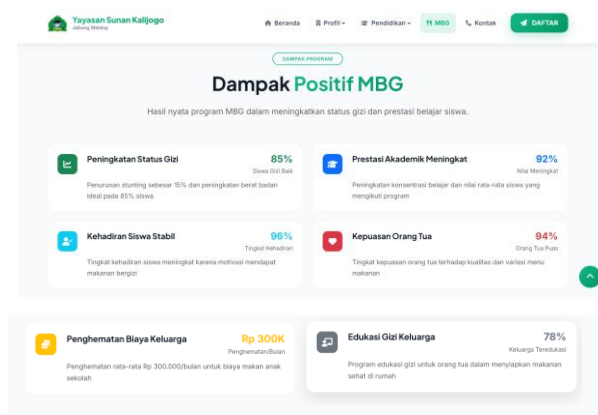 Yayasan Sunan Kalijogo
Jabung Malang
Beranda Profil Pendidikan MBG Kontak DAFTAR
DAMPAK PROGRAM
Dampak Positif MBG
Hasil nyata program MBG dalam meningkatkan status gizi dan prestasi belajar siswa.
Peningkatan Status Gizi
85%
Siswa Gizi Baik
Penurunan stunting sebesar 15% dan peningkatan berat badan
ideal pada 85% siswa
Prestasi Akademik Meningkat
92%
Nilai Meningkat
Peningkatan konsentrasi belajar dan nilai rata-rata siswa yang
mengikuti program
Kehadiran Siswa Stabil
96%
Tingkat Kehadiran
Tingkat kehadiran siswa meningkat karena motivasi mendapat
makanan bergizi
Kepuasan Orang Tua
94%
Orang Tua Puas
Tingkat kepuasan orang tua terhadap kualitas dan variasi menu
makanan
Penghematan Biaya Keluarga
Rp 300K
Penghematan/Bulan
Penghematan rata-rata Rp 300.000/bulan untuk biaya makan anak
sekolah
Edukasi Gizi Keluarga
78%
Keluarga Teredukasi
Program edukasi gizi untuk orang tua dalam menyiapkan makanan
sehat di rumah